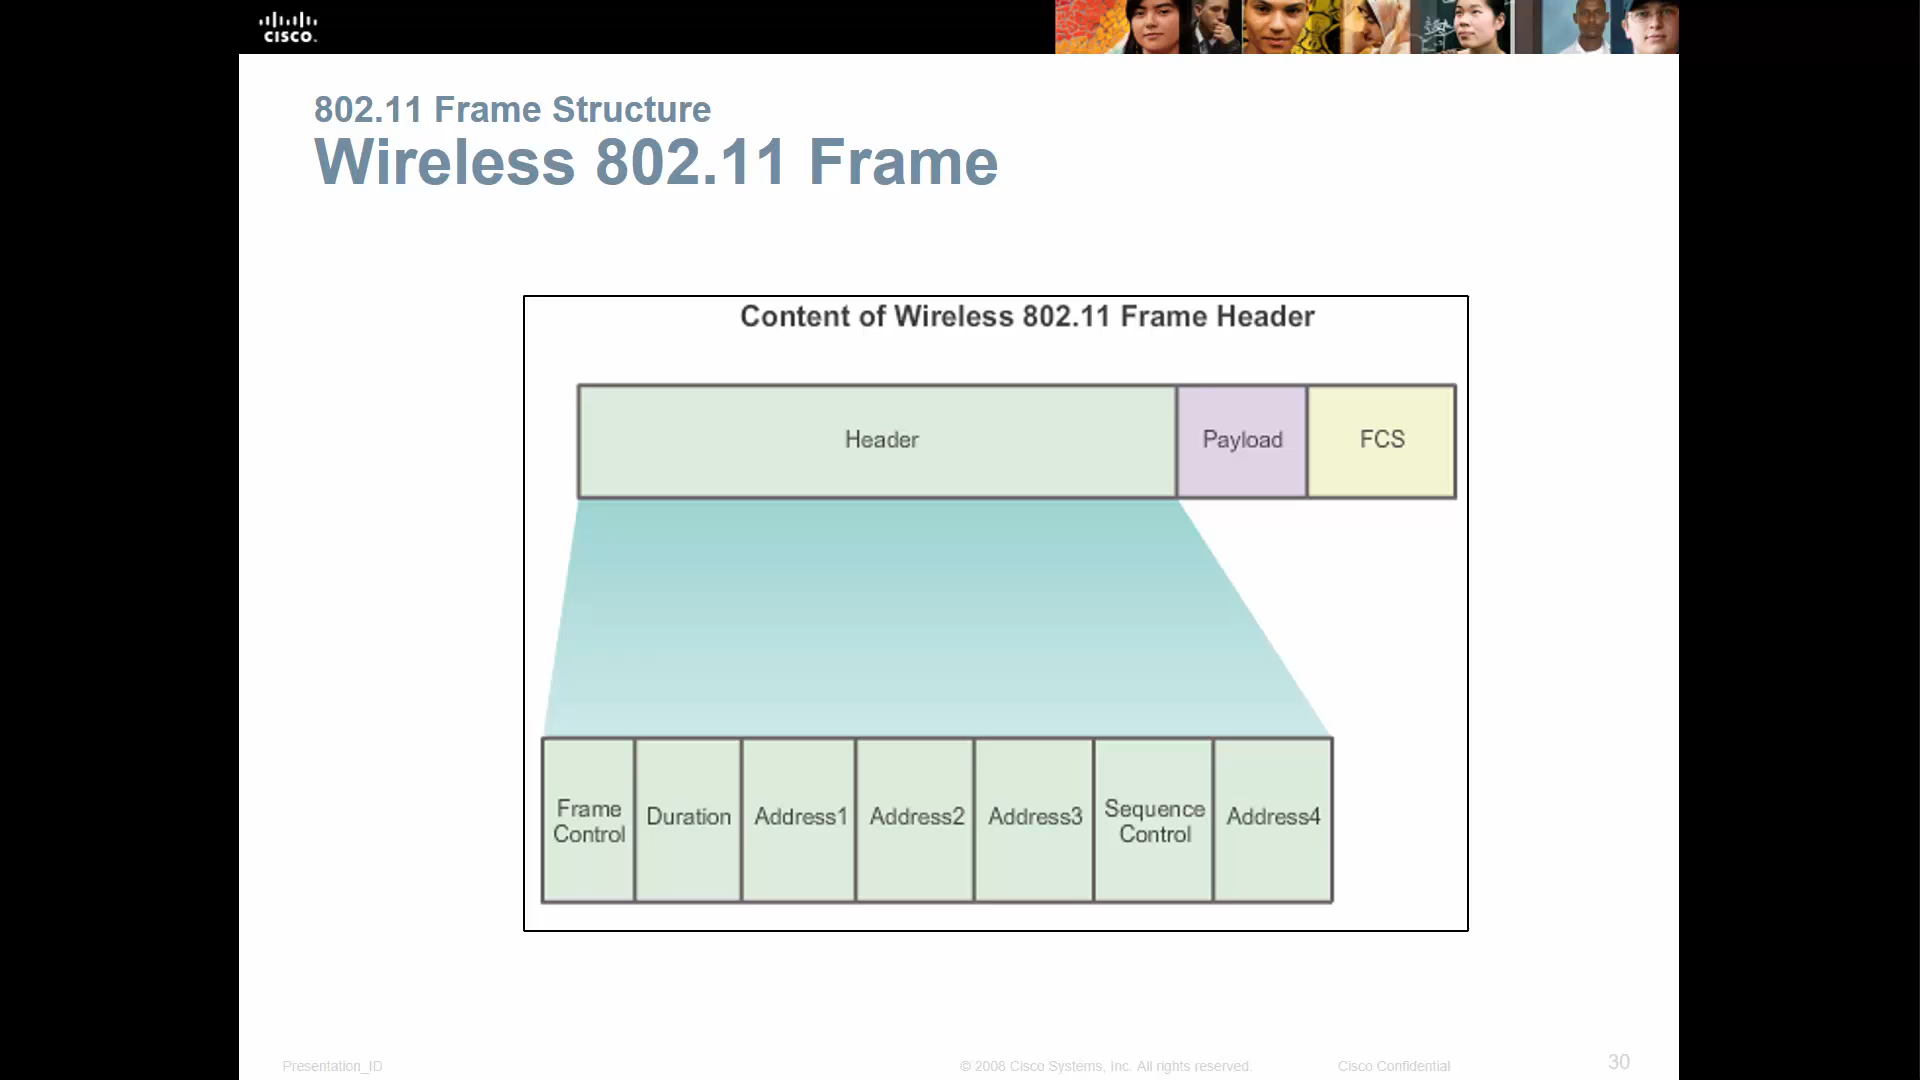 CISCO.
802.11 Frame Structure
Wireless 802.11 Frame
Content of Wireless 802.11 Frame Header
Header
Payload
FCS
Frame
Control
Duration
Address1
Address2
Address3
Sequence
Control
Address4
Presentation_ID
© 2008 Cisco Systems, Inc. All rights reserved.
Cisco Confidential
30